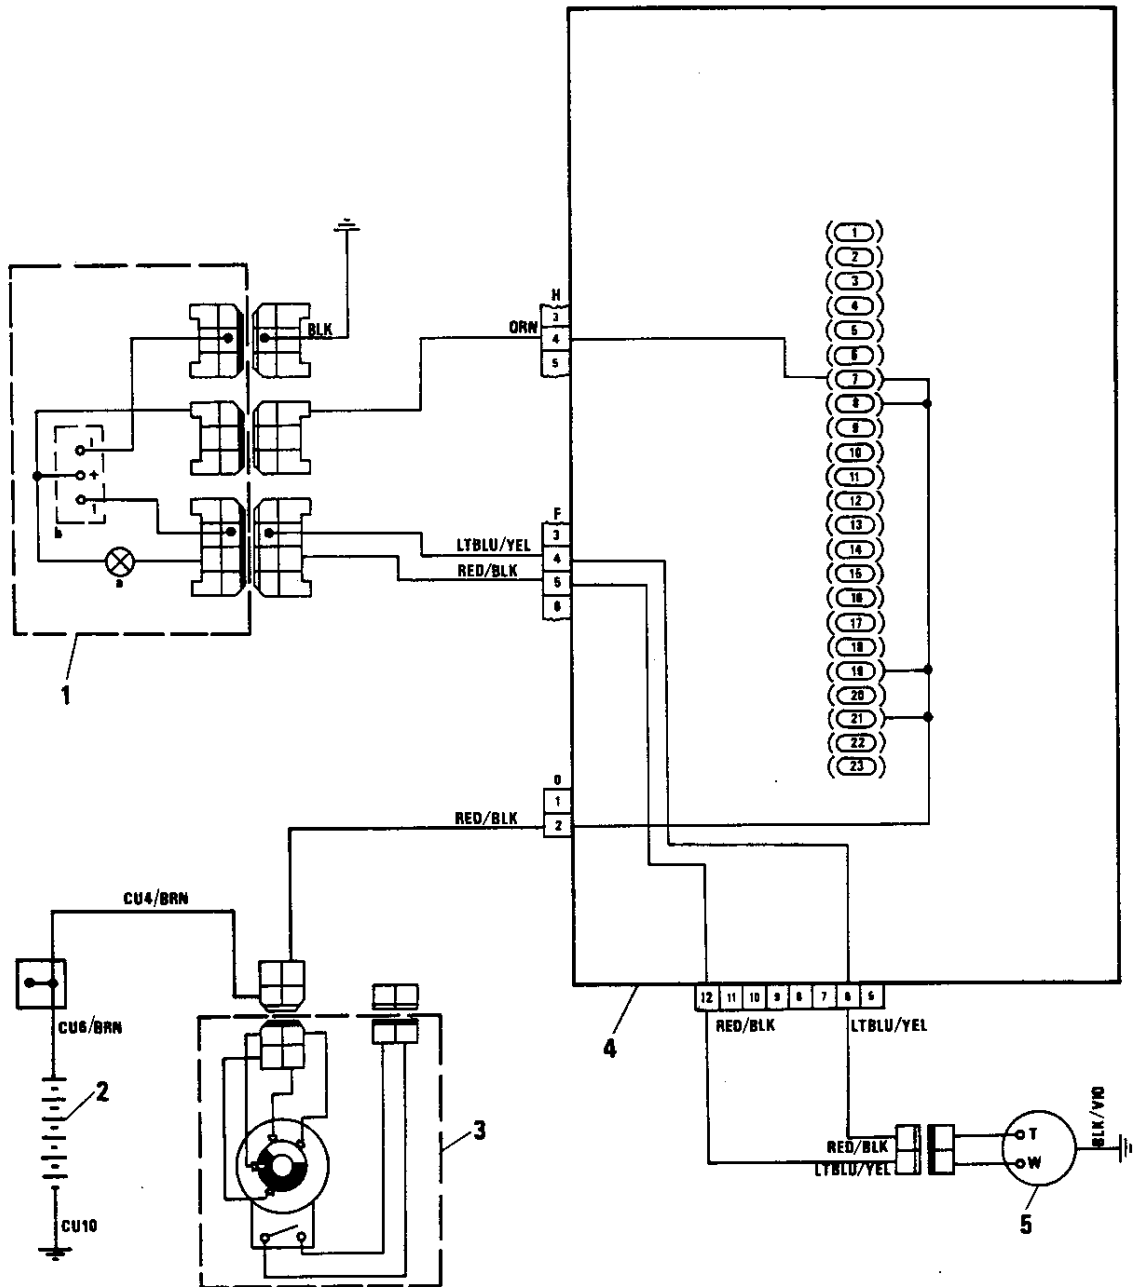 1
2
3
4
5
6
7
8
9
10
11
12
13
14
15
16
17
18
19
20
21
22
23
BLK
H
3
ORN
4
5
+
b
a
F
3
LTBLU/YEL
4
RED/BLK
5
6
1
D
1
RED/BLK
2
CU4/BRN
CU6/BRN
2
CU10
3
12 11 10 9 8 7 6 5
RED/BLK
LTBLU/YEL
4
BLK/VIO
RED/BLK
LTBLU/YEL
T
W
5